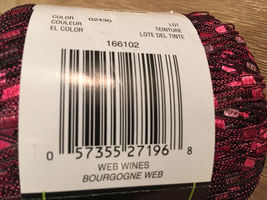 COLOR 02430 LOT
COULEUR TEINTURE
EL COLOR LOTE DEL TINTE
166102
0 57355 27196 8
WEB WINES
BOURGOGNE WEB